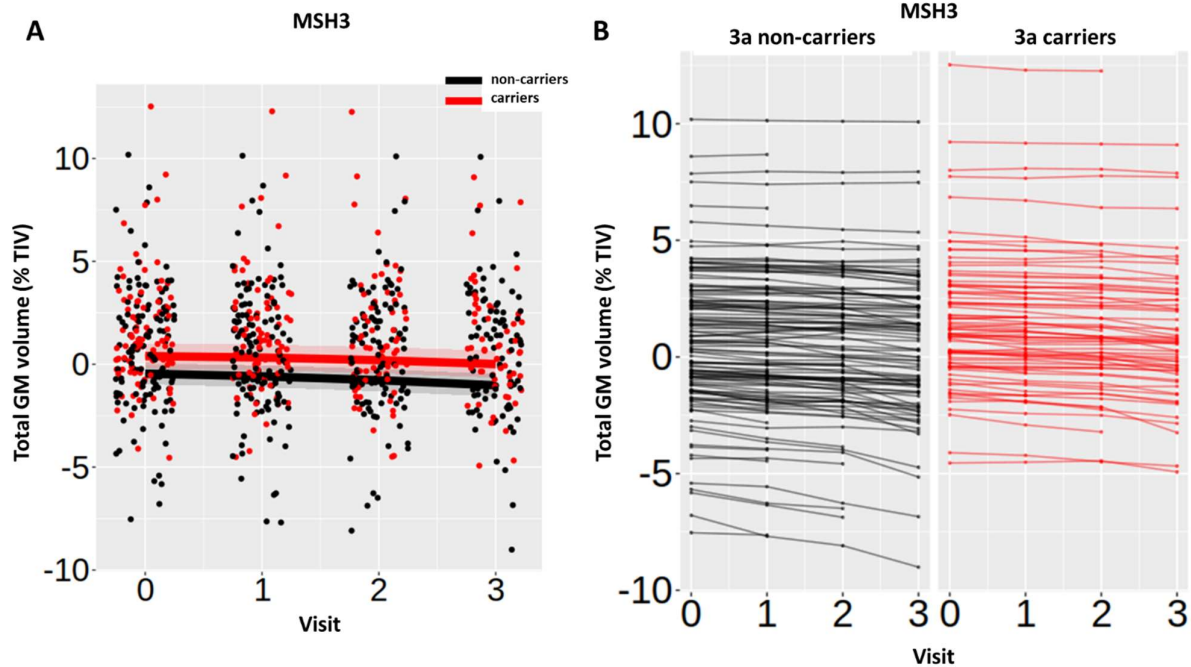 A
MSH3
non-carriers
carriers
Total GM volume (% TIV)
10
5
0
-5
-10
0 1 2 3
Visit
B
MSH3
3a non-carriers 3a carriers
Total GM volume (% TIV)
10
5
0
-5
-10
0 1 2 3 0 1 2 3
Visit